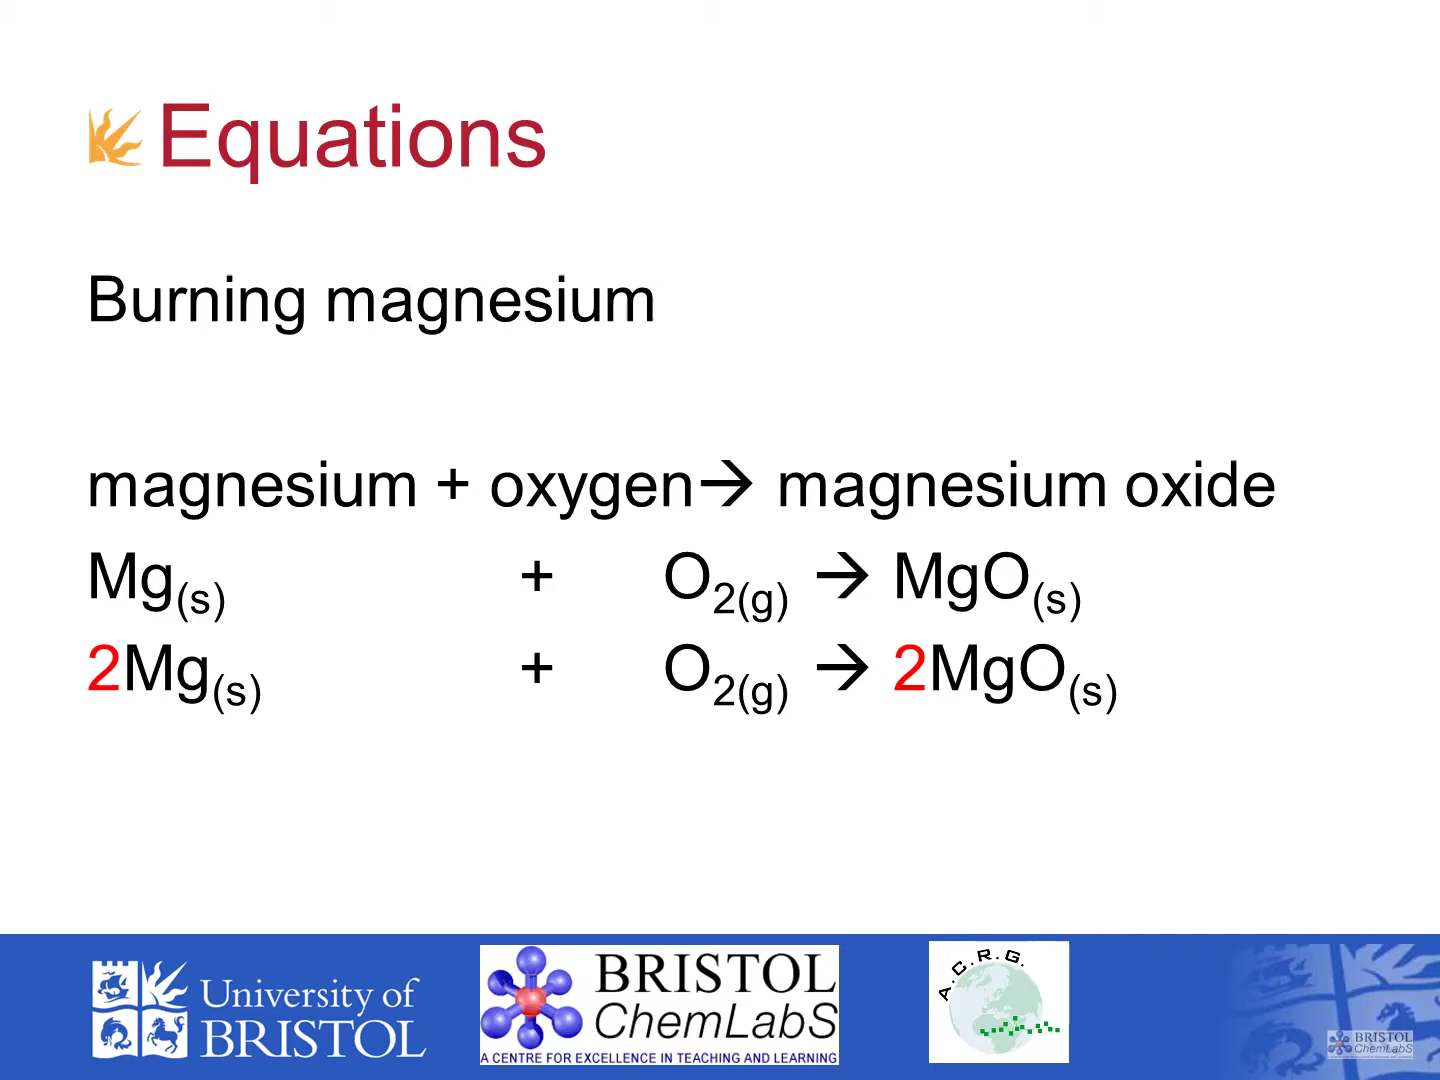 Equations
Burning magnesium
magnesium + oxygen→ magnesium oxide
Mg(s) + O2(g) → MgO(s)
2Mg(s) + O2(g) → 2MgO(s)
University of
BRISTOL
BRISTOL
ChemLabS
A CENTRE FOR EXCELLENCE IN TEACHING AND LEARNING
A.C.R.G.
BRISTOL
ChemLabS